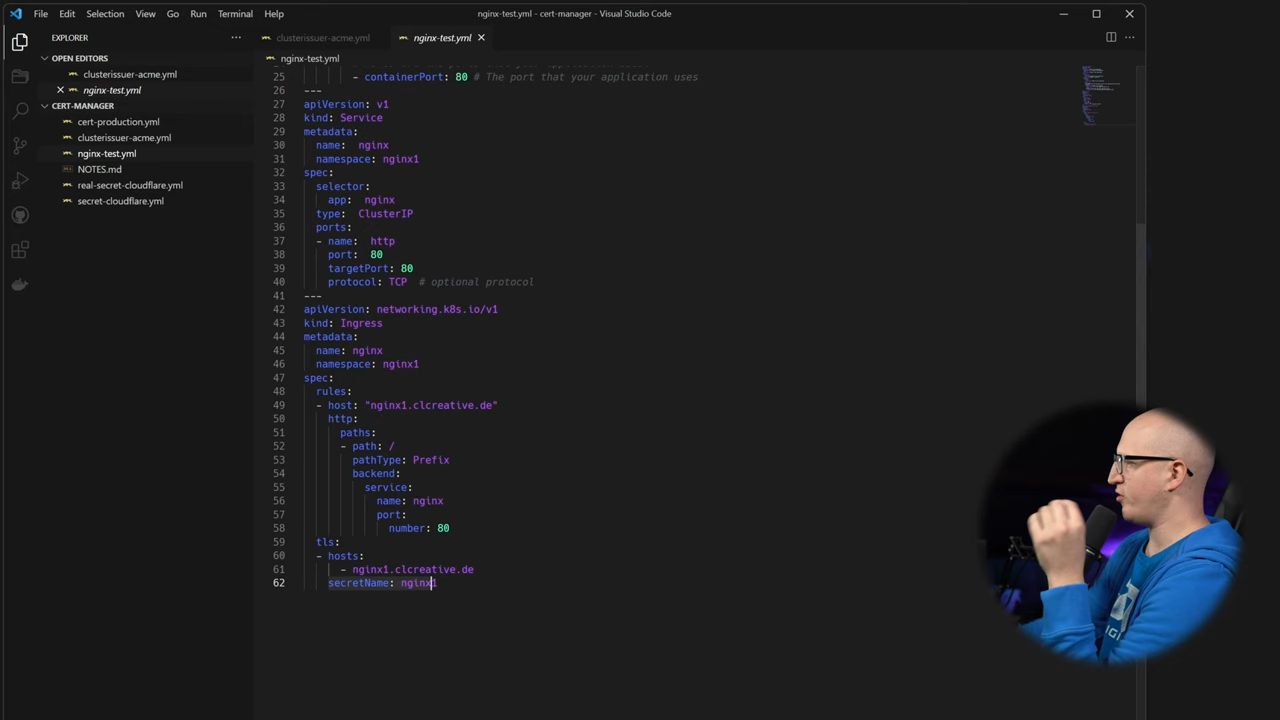 File Edit Selection View Go Run Terminal Help
nginx-test.yml - cert-manager - Visual Studio Code
EXPLORER
clusterissuer-acme.yml
nginx-test.yml
OPEN EDITORS
clusterissuer-acme.yml
nginx-test.yml
CERT-MANAGER
cert-production.yml
clusterissuer-acme.yml
nginx-test.yml
NOTES.md
real-secret-cloudflare.yml
secret-cloudflare.yml
nginx-test.yml
25 - containerPort: 80 # The port that your application uses
26 ---
27 apiVersion: v1
28 kind: Service
29 metadata:
30 name: nginx
31 namespace: nginx1
32 spec:
33 selector:
34 app: nginx
35 type: ClusterIP
36 ports:
37 - name: http
38 port: 80
39 targetPort: 80
40 protocol: TCP # optional protocol
41 ---
42 apiVersion: networking.k8s.io/v1
43 kind: Ingress
44 metadata:
45 name: nginx
46 namespace: nginx1
47 spec:
48 rules:
49 - host: "nginx1.clcreative.de"
50 http:
51 paths:
52 - path: /
53 pathType: Prefix
54 backend:
55 service:
56 name: nginx
57 port:
58 number: 80
59 tls:
60 - hosts:
61 - nginx1.clcreative.de
62 secretName: nginx1